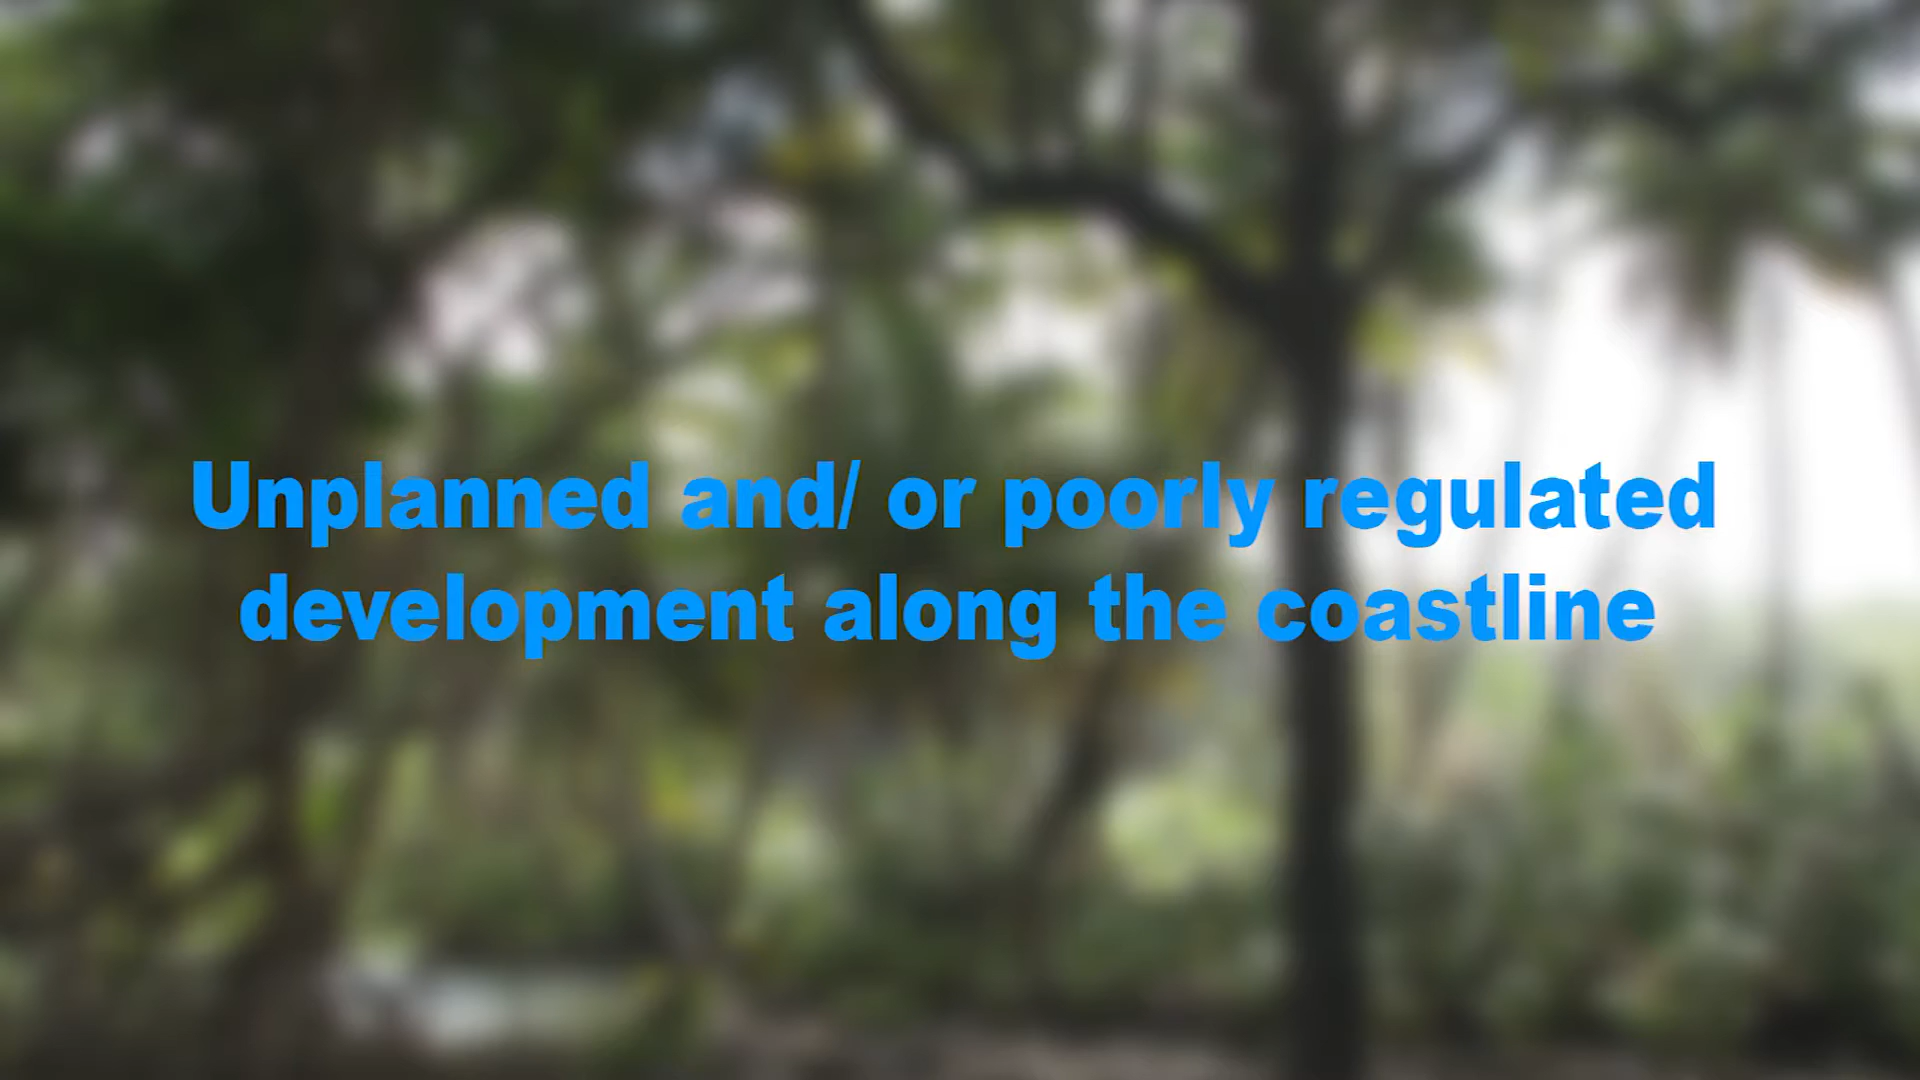 Unplanned and/ or poorly regulated
development along the coastline